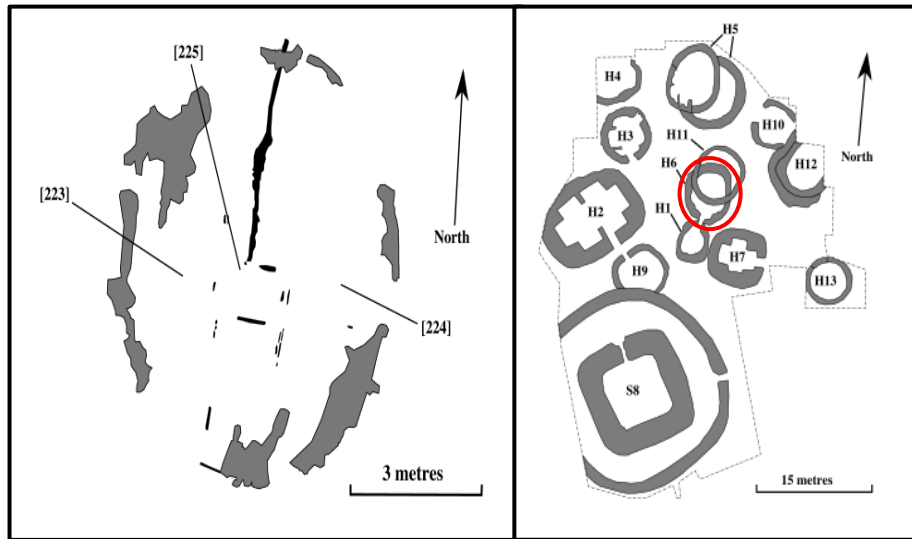 [225]
[223]
North
[224]
3 metres
H5
H4
H10
H3
H11
H12
H6
North
H2
H1
H7
H9
H13
S8
15 metres